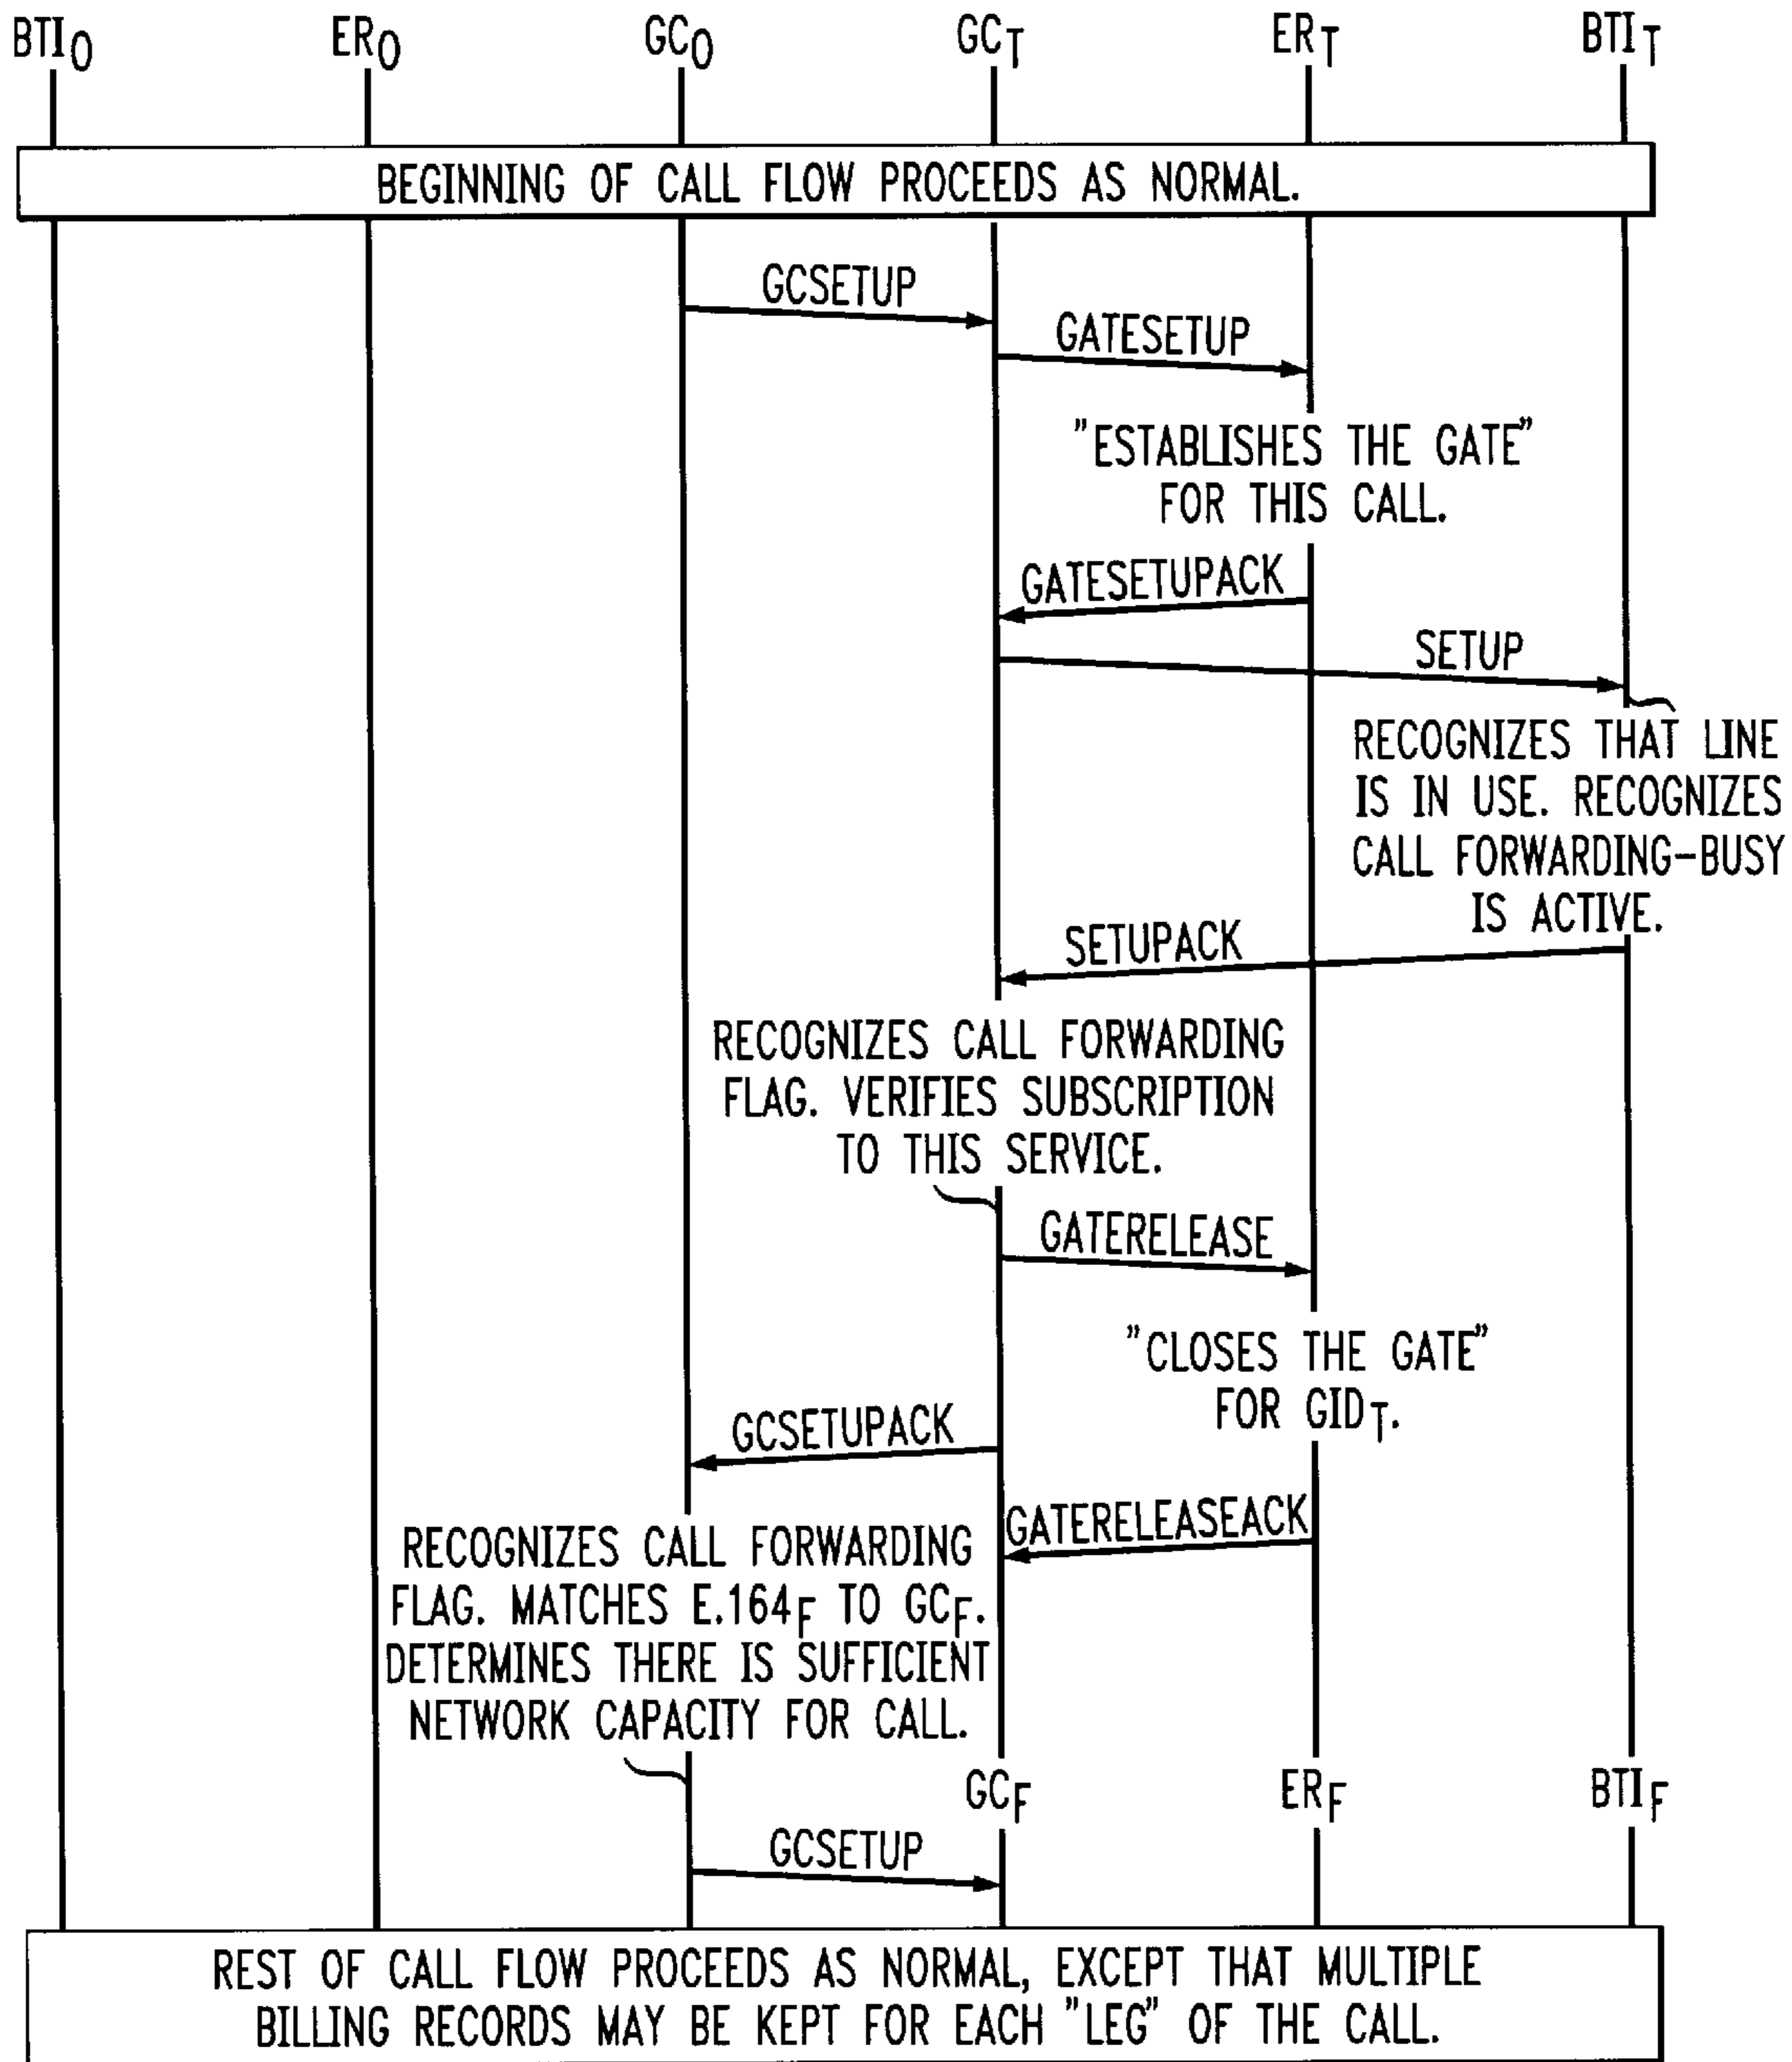 BTIO ERO GCO GCT ERT BTIT
BEGINNING OF CALL FLOW PROCEEDS AS NORMAL.
GCSETUP
GATESETUP
"ESTABLISHES THE GATE"
FOR THIS CALL.
GATESETUPACK
SETUP
RECOGNIZES THAT LINE
IS IN USE. RECOGNIZES
CALL FORWARDING-BUSY
IS ACTIVE.
SETUPACK
RECOGNIZES CALL FORWARDING
FLAG. VERIFIES SUBSCRIPTION
TO THIS SERVICE.
GATERELEASE
"CLOSES THE GATE"
FOR GIDT.
GCSETUPACK
GATERELEASEACK
RECOGNIZES CALL FORWARDING
FLAG. MATCHES E.164F TO GCF.
DETERMINES THERE IS SUFFICIENT
NETWORK CAPACITY FOR CALL.
GCF ERF BTIF
GCSETUP
REST OF CALL FLOW PROCEEDS AS NORMAL, EXCEPT THAT MULTIPLE
BILLING RECORDS MAY BE KEPT FOR EACH "LEG" OF THE CALL.